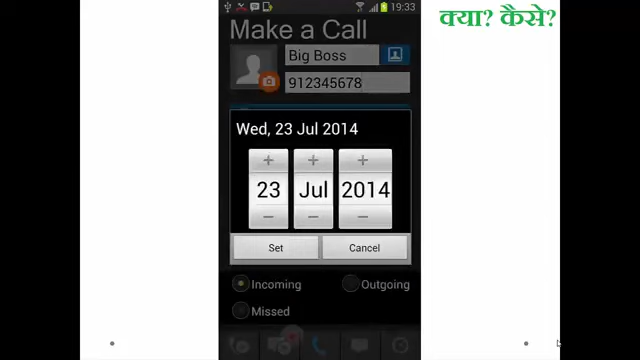 19:33
क्या? कैसे?
Make a Call
Big Boss
912345678
Wed, 23 Jul 2014
+ + +
23 Jul 2014
− − −
Set Cancel
Incoming Outgoing
Missed